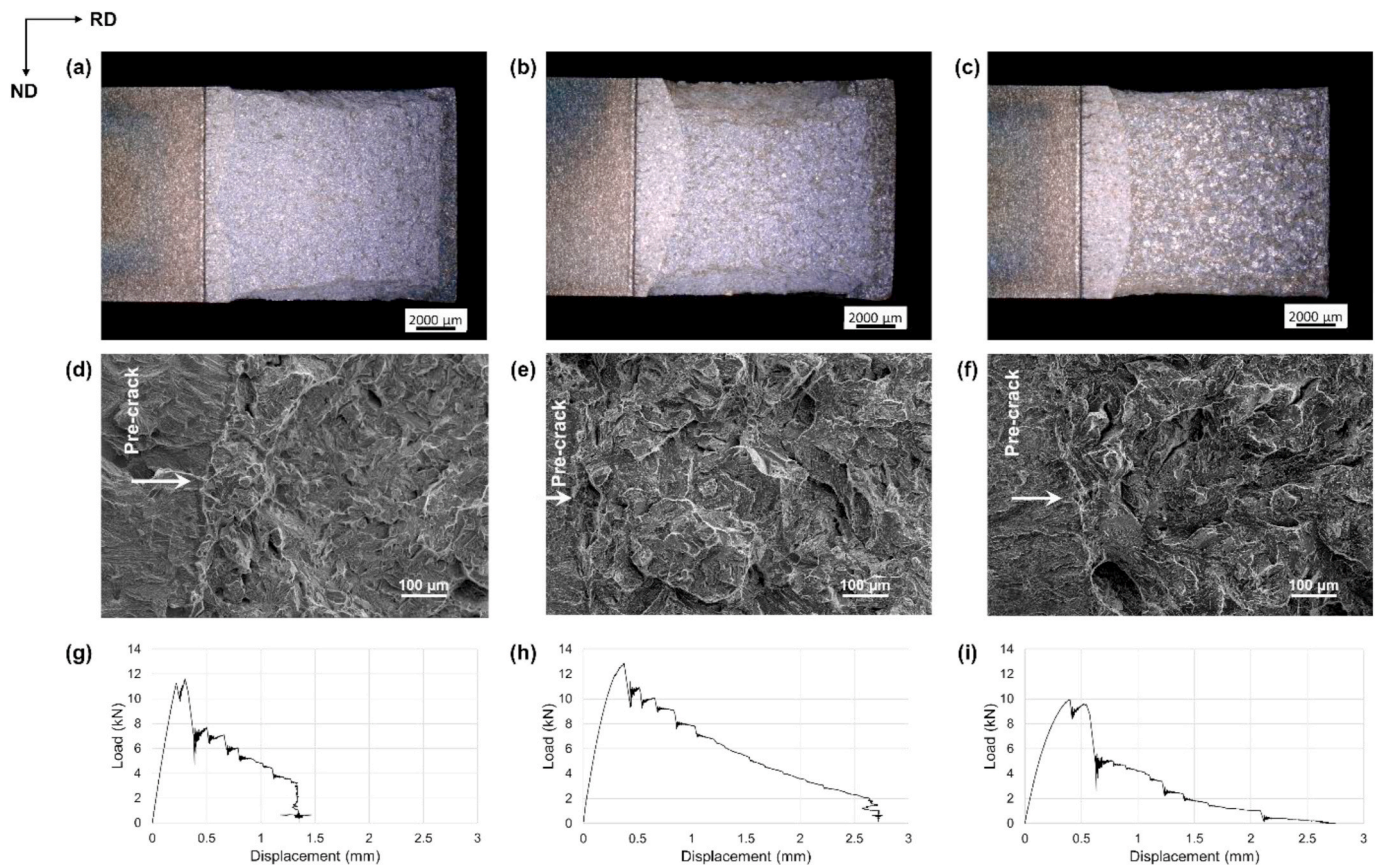 RD
ND
(a)
2000 µm
(b)
2000 µm
(c)
2000 µm
(d)
Pre-crack
100 µm
(e)
Pre-crack
100 µm
(f)
Pre-crack
100 µm
(g)
14
12
10
8
6
4
2
0
Load (kN)
0 0.5 1 1.5 2 2.5 3
Displacement (mm)
(h)
14
12
10
8
6
4
2
0
Load (kN)
0 0.5 1 1.5 2 2.5 3
Displacement (mm)
(i)
14
12
10
8
6
4
2
0
Load (kN)
0 0.5 1 1.5 2 2.5 3
Displacement (mm)